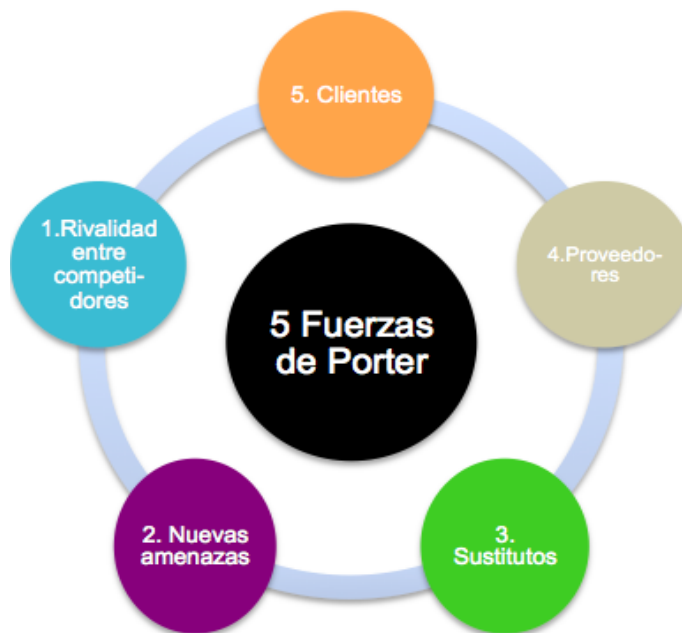 5. Clientes
1.Rivalidad
entre
competi-
dores
4.Proveedo-
res
5 Fuerzas
de Porter
2. Nuevas
amenazas
3.
Sustitutos